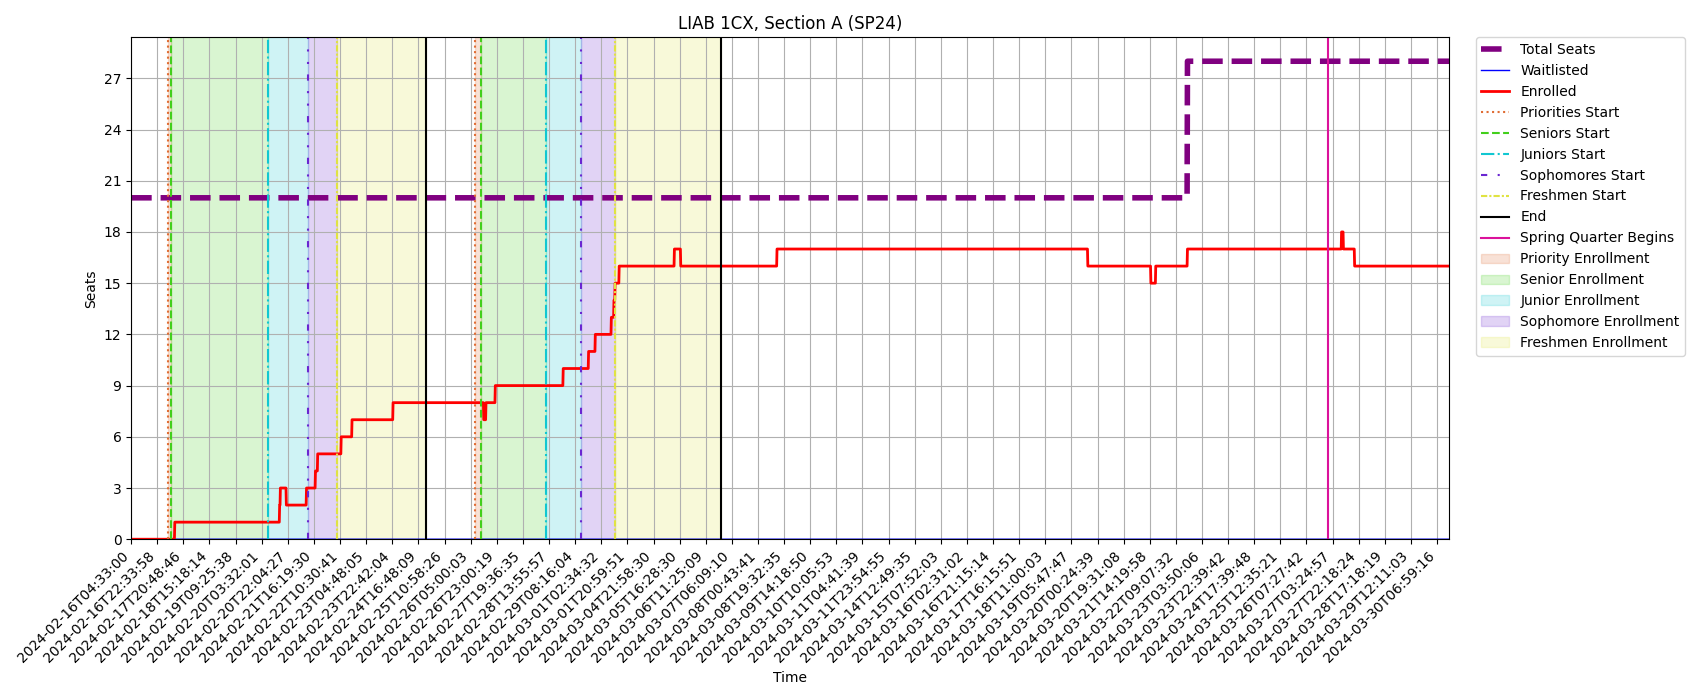 LIAB 1CX, Section A (SP24)
Seats
27
24
21
18
15
12
9
6
3
0
2024-02-16T04:33:00
2024-02-16T22:33:58
2024-02-17T20:48:46
2024-02-18T15:18:14
2024-02-19T09:25:38
2024-02-20T03:32:01
2024-02-20T22:04:27
2024-02-21T16:19:30
2024-02-22T10:30:41
2024-02-23T04:48:05
2024-02-23T22:42:04
2024-02-24T16:48:09
2024-02-25T10:58:26
2024-02-26T05:00:03
2024-02-26T23:00:19
2024-02-27T19:36:35
2024-02-28T13:55:57
2024-02-29T08:16:04
2024-03-01T02:34:32
2024-03-01T20:59:51
2024-03-04T21:58:30
2024-03-05T16:28:30
2024-03-06T11:25:09
2024-03-07T06:09:10
2024-03-08T00:43:41
2024-03-08T19:32:35
2024-03-09T14:18:50
2024-03-10T10:05:53
2024-03-11T04:41:39
2024-03-11T23:54:55
2024-03-14T12:49:35
2024-03-15T07:52:03
2024-03-16T02:31:02
2024-03-16T21:15:14
2024-03-17T16:15:51
2024-03-18T11:00:03
2024-03-19T05:47:47
2024-03-20T00:24:39
2024-03-20T19:31:08
2024-03-21T14:19:58
2024-03-22T09:07:32
2024-03-23T03:50:06
2024-03-23T22:39:42
2024-03-24T17:39:48
2024-03-25T12:35:21
2024-03-26T07:27:42
2024-03-27T03:24:57
2024-03-27T22:18:24
2024-03-28T17:18:19
2024-03-29T12:11:03
2024-03-30T06:59:16
Time
Total Seats
Waitlisted
Enrolled
Priorities Start
Seniors Start
Juniors Start
Sophomores Start
Freshmen Start
End
Spring Quarter Begins
Priority Enrollment
Senior Enrollment
Junior Enrollment
Sophomore Enrollment
Freshmen Enrollment